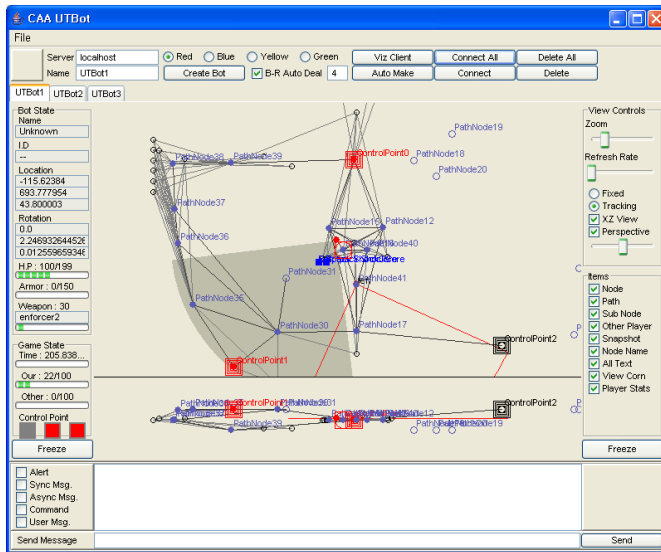 CAA UTBot
File
Server localhost Red Blue Yellow Green Viz Client Connect All Delete All
Name UTBot1 Create Bot B-R Auto Deal 4 Auto Make Connect Delete
UTBot1 UTBot2 UTBot3
Bot State
Name
Unknown
I.D
--
Location
-115.62384
693.777954
43.800003
Rotation
0.0
2.246932644526
0.012559659346
H.P : 100/199
Armor : 0/150
Weapon : 30
enforcer2
Game State
Time : 205.838...
Our : 22/100
Other : 0/100
Control Point
Freeze
PathNode19
ControlPoint0
PathNode18
PathNode20
PathNode38
PathNode37
PathNode36
PathNode12
PathNode40
PathNode31
PathNode41
PathNode35
PathNode30
PathNode17
ControlPoint2
ControlPoint1
ControlPoint2
PathNode39
View Controls
Zoom
Refresh Rate
Fixed
Tracking
XZ View
Perspective
Items
Node
Path
Sub Node
Other Player
Snapshot
Node Name
All Text
View Corn
Player Stats
Freeze
Alert
Sync Msg.
Async Msg.
Command
User Msg.
Send Message Send